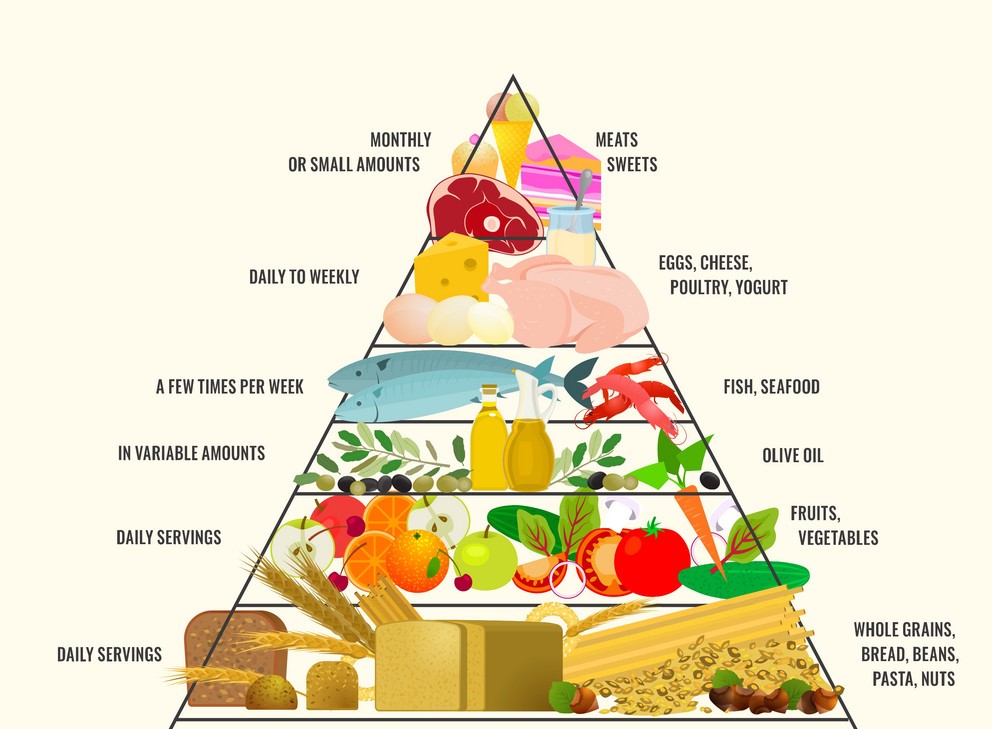 MONTHLY
OR SMALL AMOUNTS
MEATS
SWEETS
DAILY TO WEEKLY
EGGS, CHEESE,
POULTRY, YOGURT
A FEW TIMES PER WEEK
FISH, SEAFOOD
IN VARIABLE AMOUNTS
OLIVE OIL
DAILY SERVINGS
FRUITS,
VEGETABLES
DAILY SERVINGS
WHOLE GRAINS,
BREAD, BEANS,
PASTA, NUTS